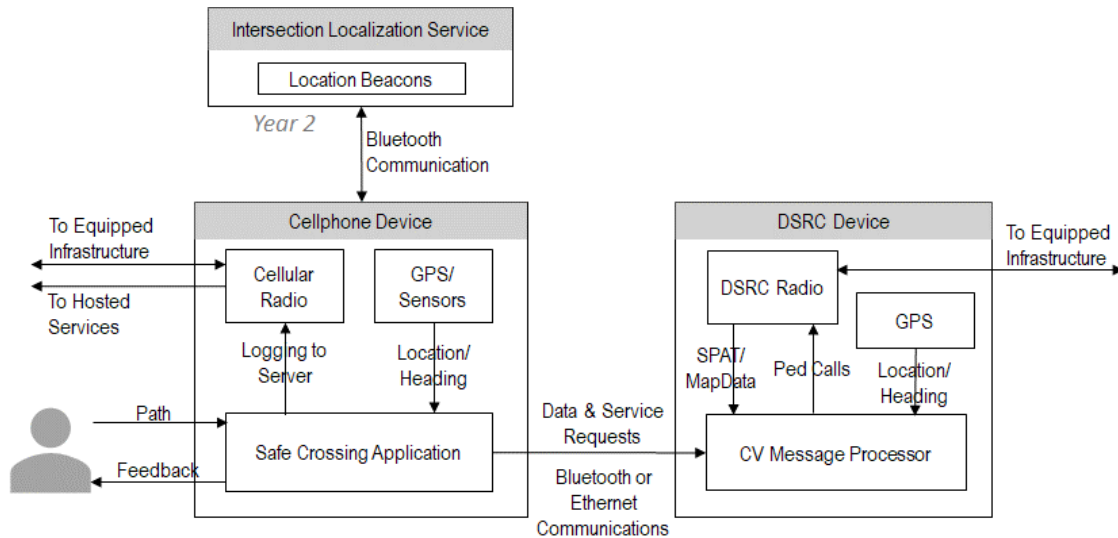 Intersection Localization Service
Location Beacons
Year 2
Bluetooth
Communication
Cellphone Device
DSRC Device
To Equipped
Infrastructure
To Hosted
Services
Cellular
Radio
GPS/
Sensors
DSRC Radio
GPS
To Equipped
Infrastructure
Logging to
Server
Location/
Heading
SPAT/
MapData
Ped Calls
Location/
Heading
Path
Feedback
Safe Crossing Application
Data & Service
Requests
Bluetooth or
Ethernet
Communications
CV Message Processor